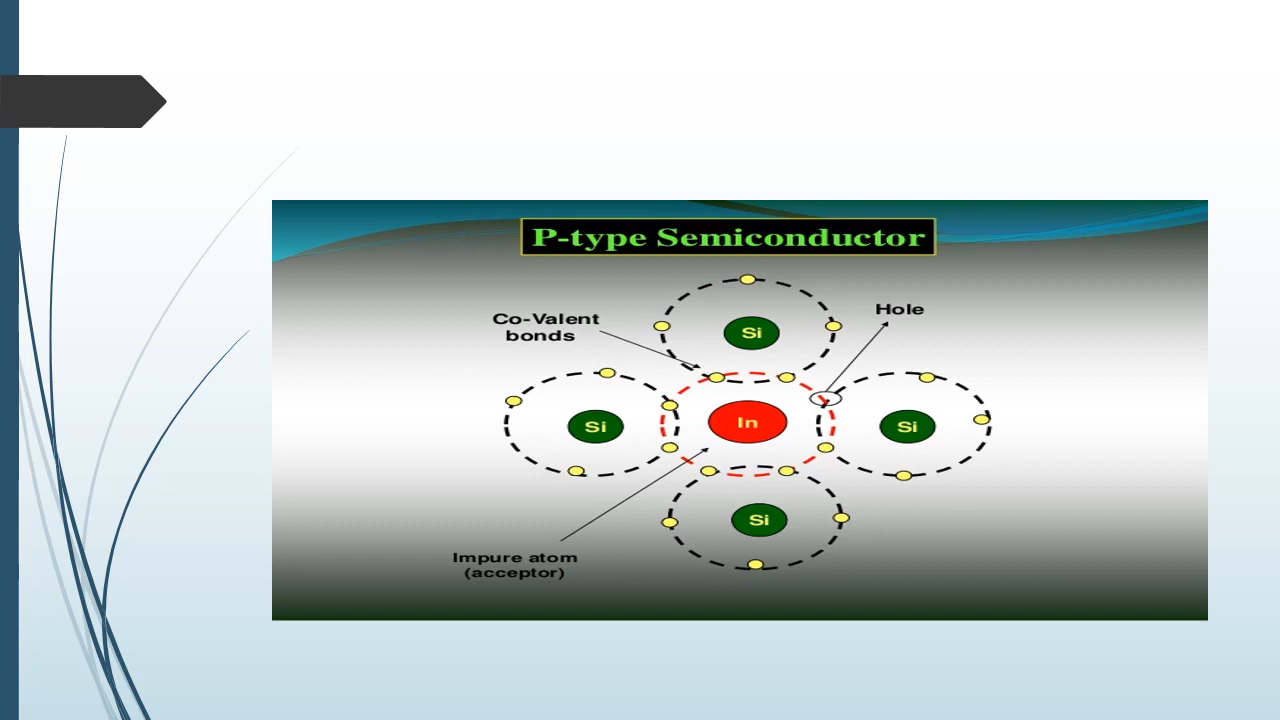 P-type Semiconductor
Co-Valent
bonds
Hole
Si
Si
In
Si
Si
Impure atom
(acceptor)